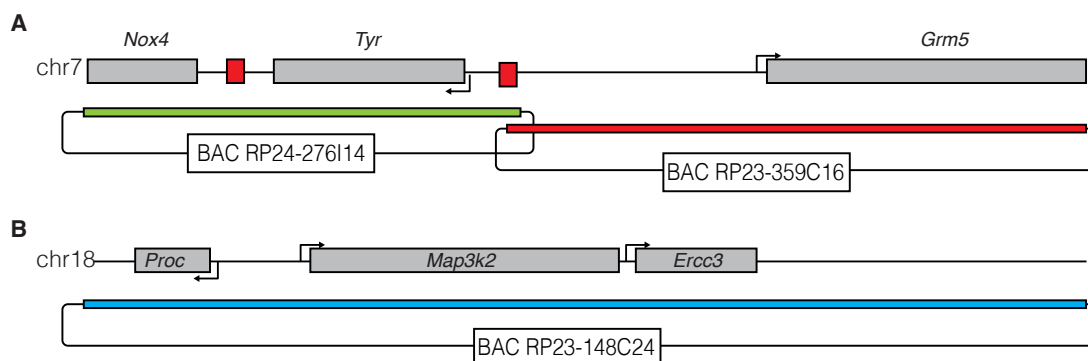 A
Nox4 Tyr Grm5
chr7
BAC RP24-276I14
BAC RP23-359C16
B
chr18 Proc Map3k2 Ercc3
BAC RP23-148C24